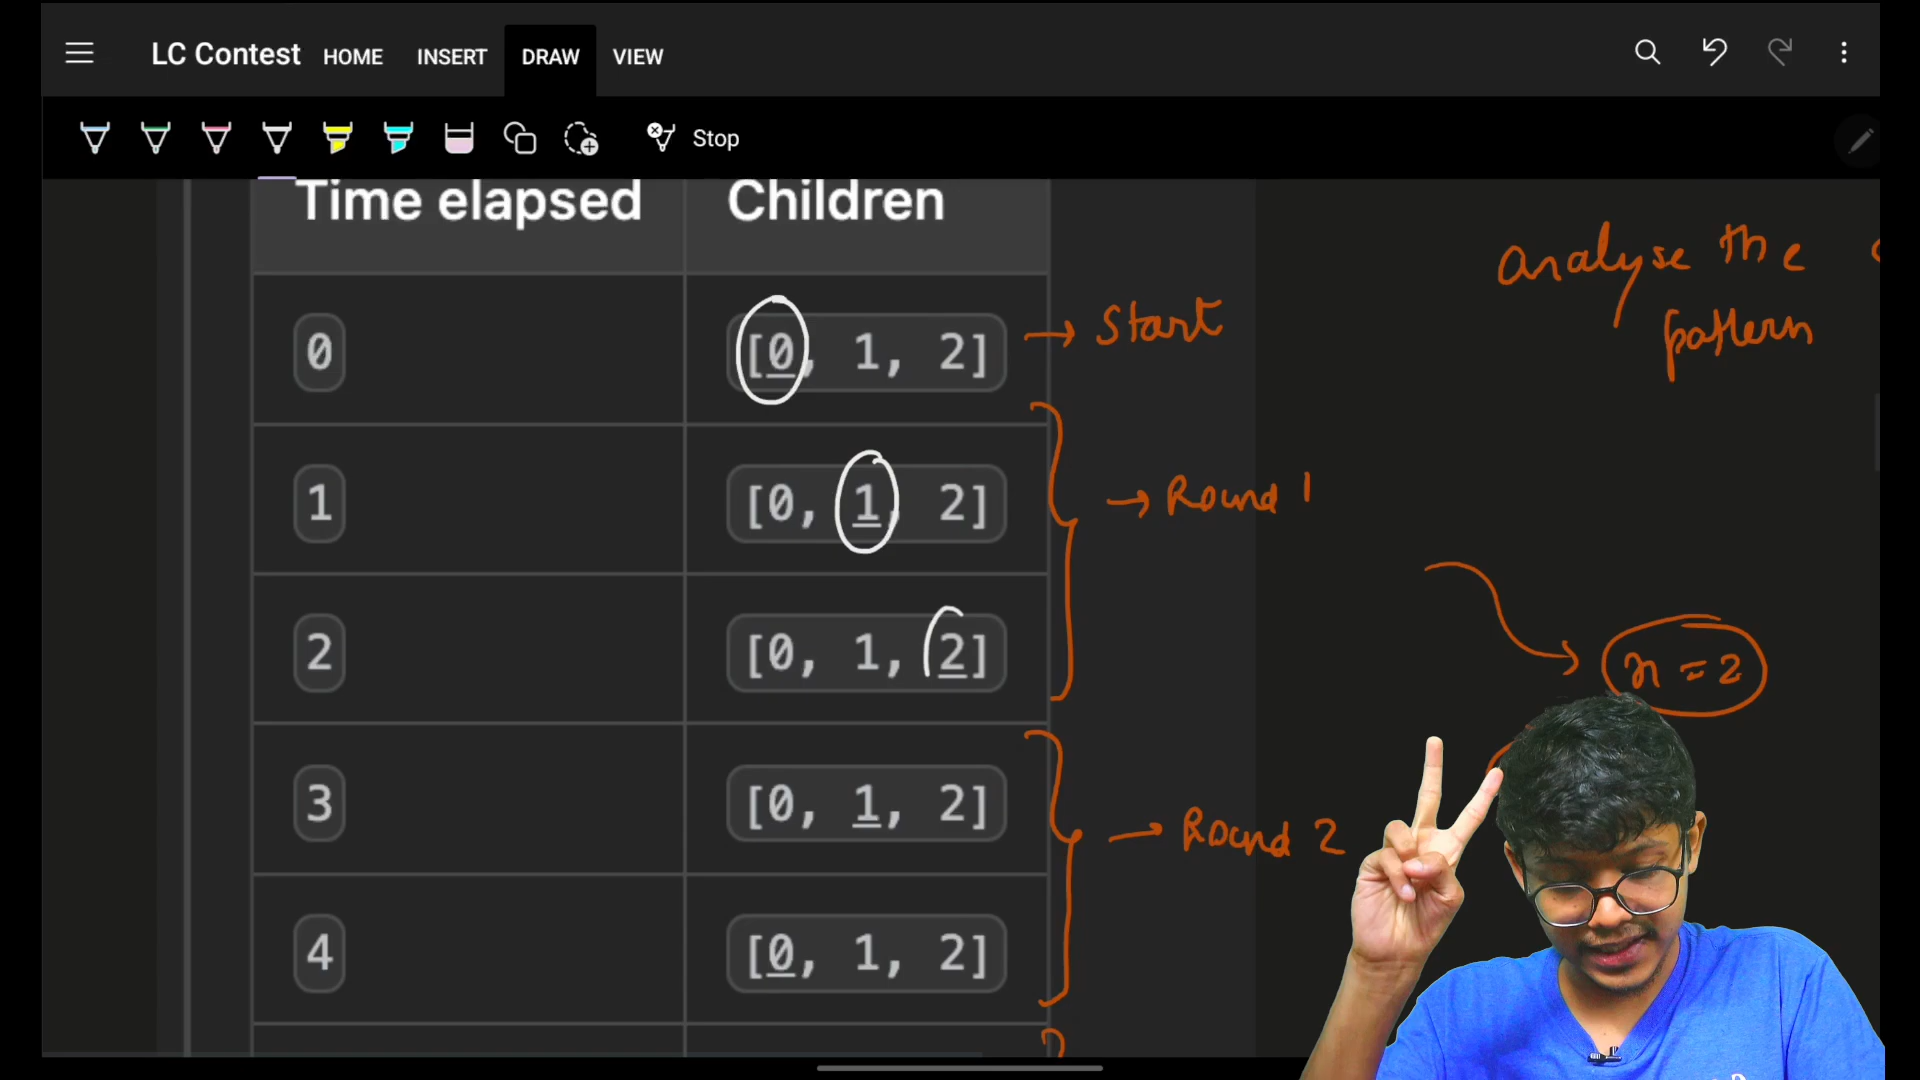 LC Contest HOME INSERT DRAW VIEW
Stop
Time elapsed Children
analyse the
pattern
0 [0, 1, 2] → Start
1 [0, 1, 2] → Round 1
2 [0, 1, 2]
n = 2
3 [0, 1, 2] → Round 2
4 [0, 1, 2]